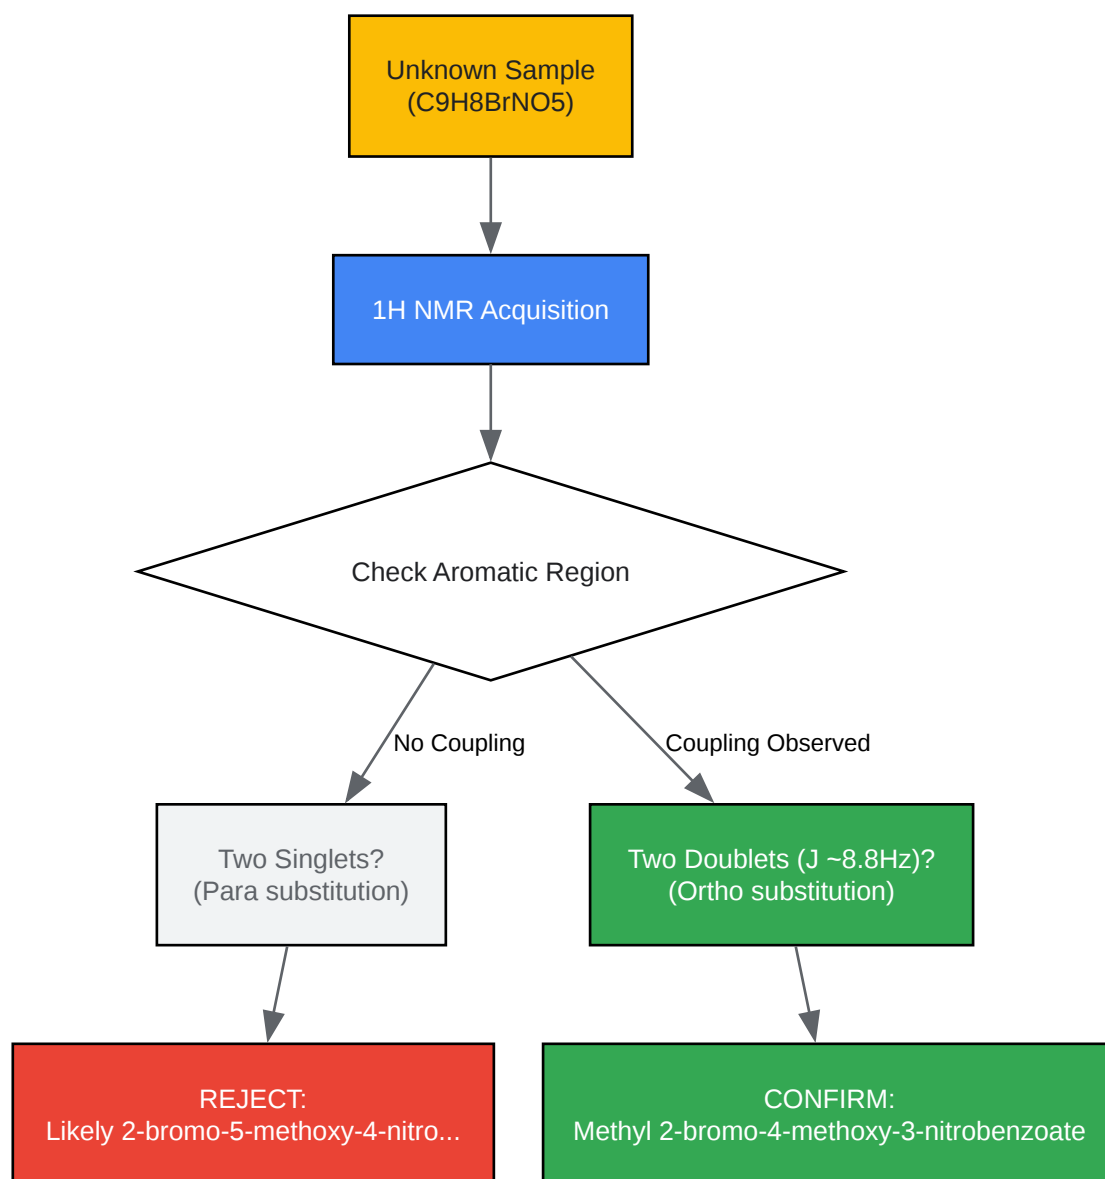 Unknown Sample
(C9H8BrNO5)
1H NMR Acquisition
Check Aromatic Region
No Coupling
Coupling Observed
Two Singlets?
(Para substitution)
Two Doublets (J ~8.8Hz)?
(Ortho substitution)
REJECT:
Likely 2-bromo-5-methoxy-4-nitro...
CONFIRM:
Methyl 2-bromo-4-methoxy-3-nitrobenzoate